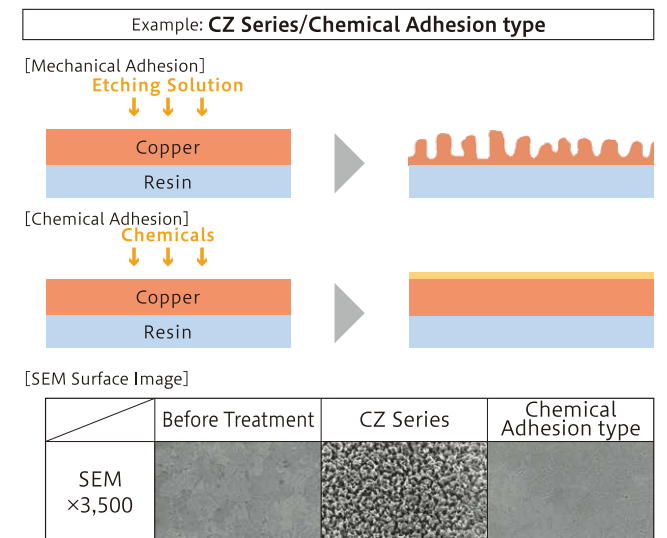 Example: CZ Series/Chemical Adhesion type
[Mechanical Adhesion]
Etching Solution
Copper
Resin
[Chemical Adhesion]
Chemicals
Copper
Resin
[SEM Surface Image]
Before Treatment
CZ Series
Chemical
Adhesion type
SEM
×3,500